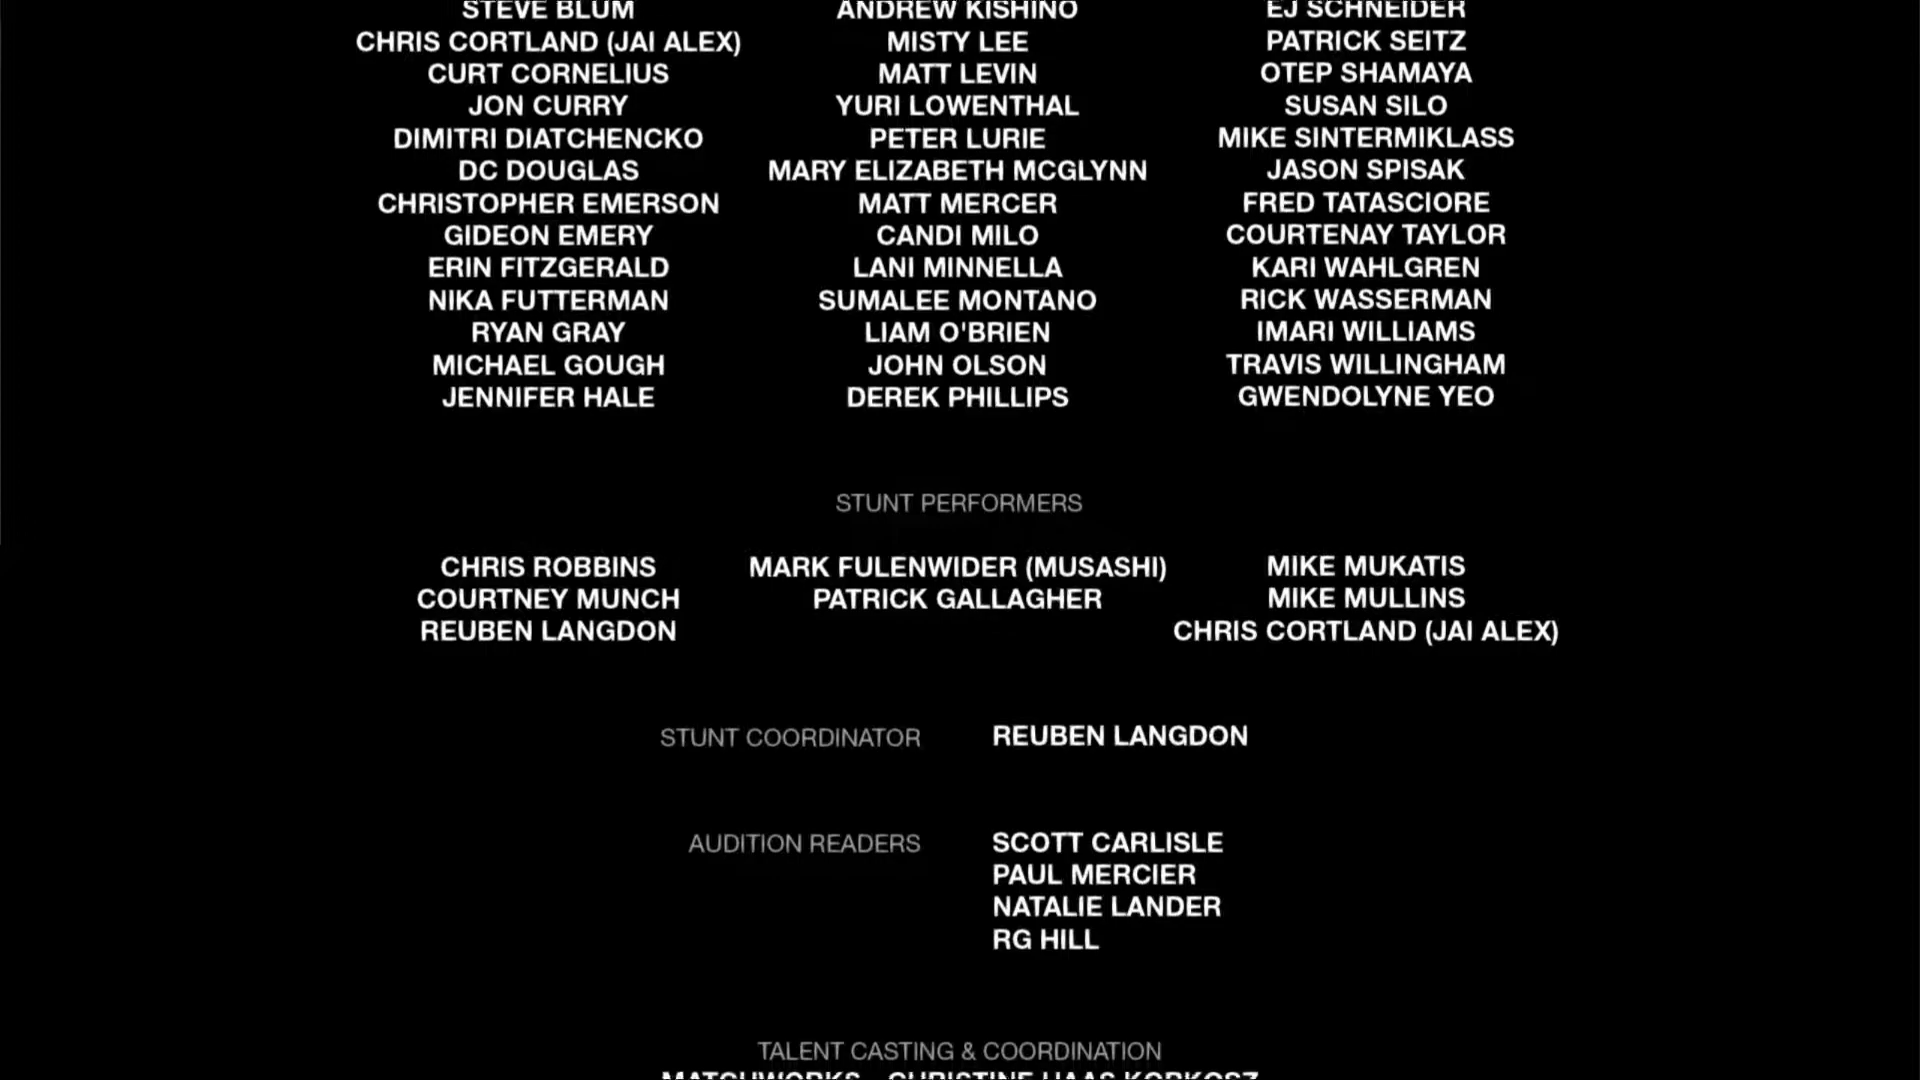 STEVE BLUM ANDREW KISHINO EJ SCHNEIDER
CHRIS CORTLAND (JAI ALEX) MISTY LEE PATRICK SEITZ
CURT CORNELIUS MATT LEVIN OTEP SHAMAYA
JON CURRY YURI LOWENTHAL SUSAN SILO
DIMITRI DIATCHENCKO PETER LURIE MIKE SINTERMIKLASS
DC DOUGLAS MARY ELIZABETH MCGLYNN JASON SPISAK
CHRISTOPHER EMERSON MATT MERCER FRED TATASCIORE
GIDEON EMERY CANDI MILO COURTENAY TAYLOR
ERIN FITZGERALD LANI MINNELLA KARI WAHLGREN
NIKA FUTTERMAN SUMALEE MONTANO RICK WASSERMAN
RYAN GRAY LIAM O'BRIEN IMARI WILLIAMS
MICHAEL GOUGH JOHN OLSON TRAVIS WILLINGHAM
JENNIFER HALE DEREK PHILLIPS GWENDOLYNE YEO
STUNT PERFORMERS
CHRIS ROBBINS MARK FULENWIDER (MUSASHI) MIKE MUKATIS
COURTNEY MUNCH PATRICK GALLAGHER MIKE MULLINS
REUBEN LANGDON CHRIS CORTLAND (JAI ALEX)
STUNT COORDINATOR REUBEN LANGDON
AUDITION READERS SCOTT CARLISLE
PAUL MERCIER
NATALIE LANDER
RG HILL
TALENT CASTING & COORDINATION
MATCHWORKS - CHRISTINE HAAS KORKOSZ